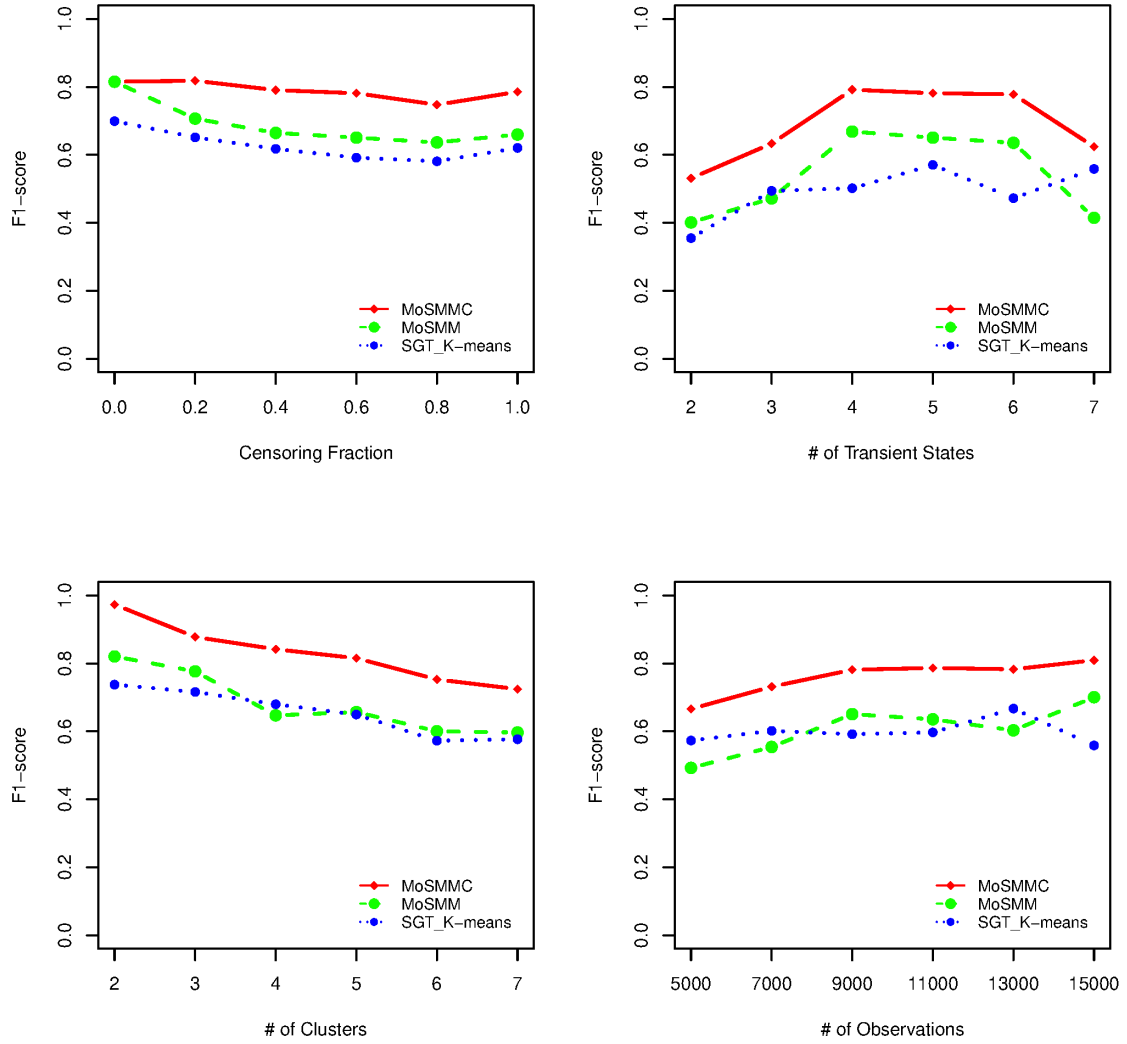 F1-score
1.0
0.8
0.6
0.4
0.2
0.0
MoSMMC
MoSMM
SGT_K-means
0.0 0.2 0.4 0.6 0.8 1.0
Censoring Fraction
F1-score
1.0
0.8
0.6
0.4
0.2
0.0
MoSMMC
MoSMM
SGT_K-means
2 3 4 5 6 7
# of Transient States
F1-score
1.0
0.8
0.6
0.4
0.2
0.0
MoSMMC
MoSMM
SGT_K-means
2 3 4 5 6 7
# of Clusters
F1-score
1.0
0.8
0.6
0.4
0.2
0.0
MoSMMC
MoSMM
SGT_K-means
5000 7000 9000 11000 13000 15000
# of Observations